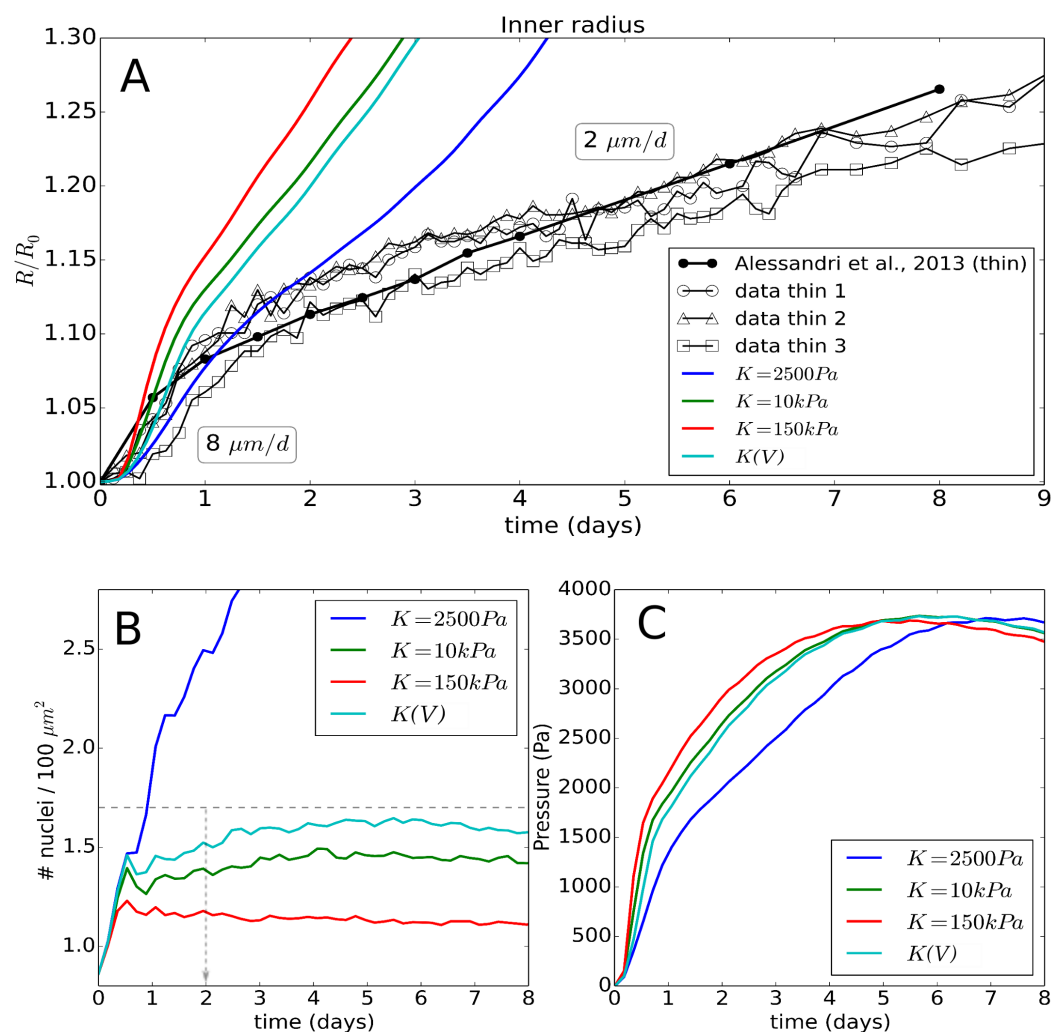 Inner radius
A
1.30
1.25
1.20
1.15
1.10
1.05
1.00
R/R₀
2 μm/d
8 μm/d
Alessandri et al., 2013 (thin)
data thin 1
data thin 2
data thin 3
K=2500Pa
K=10kPa
K=150kPa
K(V)
0 1 2 3 4 5 6 7 8 9
time (days)
B
2.5
2.0
1.5
1.0
# nuclei / 100 μm²
K=2500Pa
K=10kPa
K=150kPa
K(V)
0 1 2 3 4 5 6 7 8
time (days)
C
4000
3500
3000
2500
2000
1500
1000
500
0
Pressure (Pa)
K=2500Pa
K=10kPa
K=150kPa
K(V)
0 1 2 3 4 5 6 7 8
time (days)